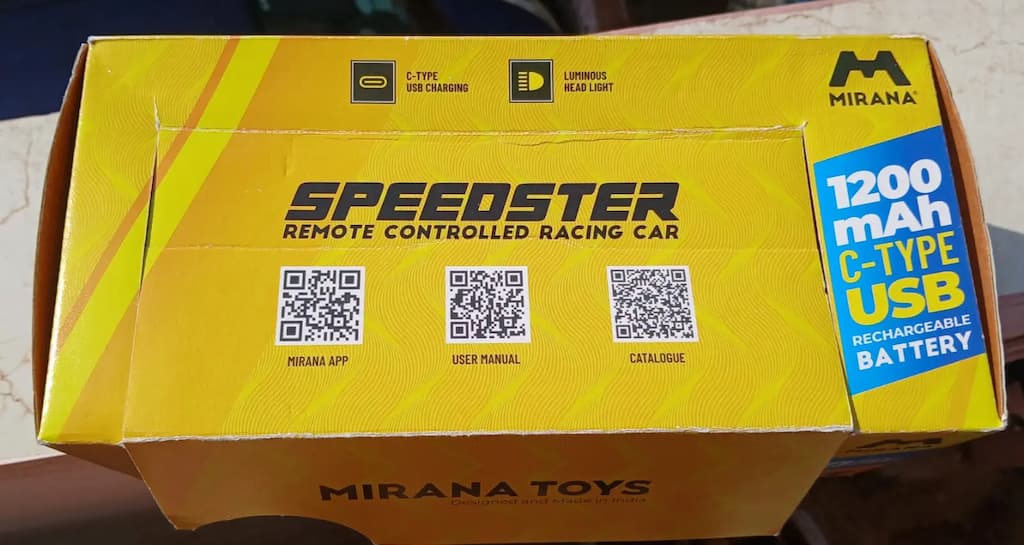 C-TYPE
USB CHARGING
LUMINOUS
HEAD LIGHT
MIRANA®
SPEEDSTER
REMOTE CONTROLLED RACING CAR
MIRANA APP
USER MANUAL
CATALOGUE
1200
mAh
C-TYPE
USB
RECHARGEABLE
BATTERY
MIRANA TOYS
Designed and Made in India